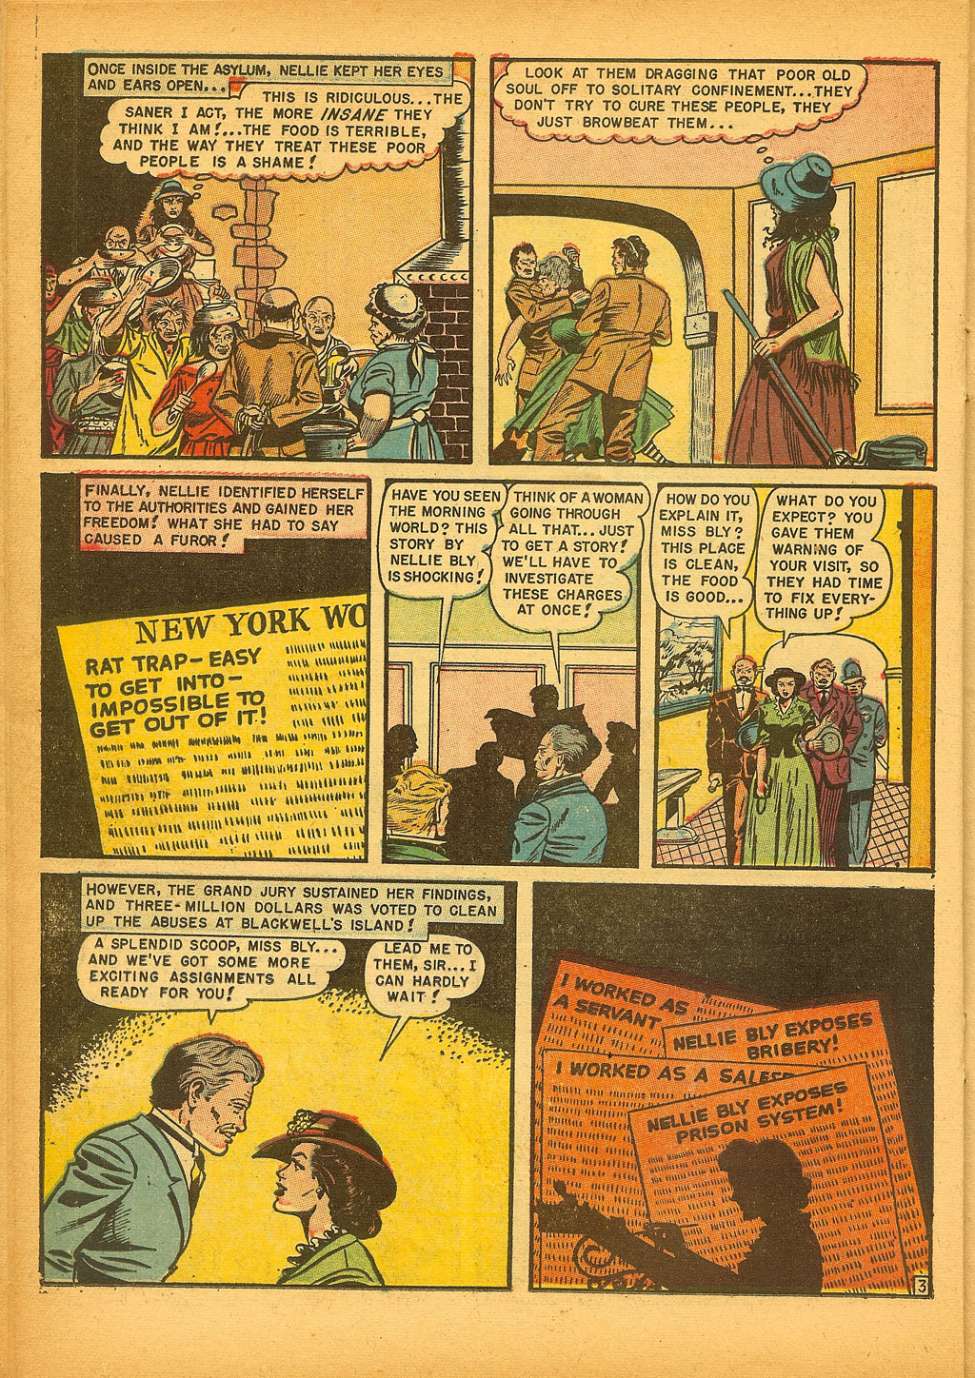 ONCE INSIDE THE ASYLUM, NELLIE KEPT HER EYES
AND EARS OPEN...
THIS IS RIDICULOUS...THE
SANER I ACT, THE MORE INSANE THEY
THINK I AM!...THE FOOD IS TERRIBLE,
AND THE WAY THEY TREAT THESE POOR
PEOPLE IS A SHAME!
LOOK AT THEM DRAGGING THAT POOR OLD
SOUL OFF TO SOLITARY CONFINEMENT...THEY
DON'T TRY TO CURE THESE PEOPLE, THEY
JUST BROWBEAT THEM...
FINALLY, NELLIE IDENTIFIED HERSELF
TO THE AUTHORITIES AND GAINED HER
FREEDOM! WHAT SHE HAD TO SAY
CAUSED A FUROR!
NEW YORK WO
RAT TRAP-EASY
TO GET INTO-
IMPOSSIBLE TO
GET OUT OF IT!
HAVE YOU SEEN
THE MORNING
WORLD? THIS
STORY BY
NELLIE BLY
IS SHOCKING!
THINK OF A WOMAN
GOING THROUGH
ALL THAT...JUST
TO GET A STORY!
WE'LL HAVE TO
INVESTIGATE
THESE CHARGES
AT ONCE!
HOW DO YOU
EXPLAIN IT,
MISS BLY?
THIS PLACE
IS CLEAN,
THE FOOD
IS GOOD...
WHAT DO YOU
EXPECT? YOU
GAVE THEM
WARNING OF
YOUR VISIT, SO
THEY HAD TIME
TO FIX EVERY-
THING UP!
HOWEVER, THE GRAND JURY SUSTAINED HER FINDINGS,
AND THREE-MILLION DOLLARS WAS VOTED TO CLEAN
UP THE ABUSES AT BLACKWELL'S ISLAND!
A SPLENDID SCOOP, MISS BLY...
AND WE'VE GOT SOME MORE
EXCITING ASSIGNMENTS ALL
READY FOR YOU!
LEAD ME TO
THEM, SIR...I
CAN HARDLY
WAIT!
I WORKED AS
A SERVANT
NELLIE BLY EXPOSES
BRIBERY!
I WORKED AS A SALES
NELLIE BLY EXPOSES
PRISON SYSTEM!
3